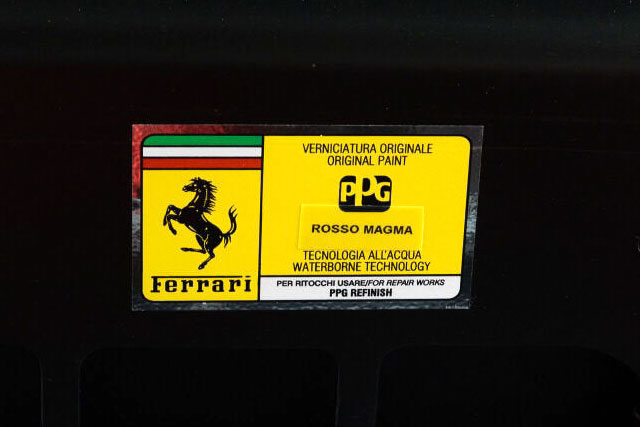 VERNICIATURA ORIGINALE
ORIGINAL PAINT
PPG
ROSSO MAGMA
TECNOLOGIA ALL'ACQUA
WATERBORNE TECHNOLOGY
PER RITOCCHI USARE/FOR REPAIR WORKS
PPG REFINISH
Ferrari